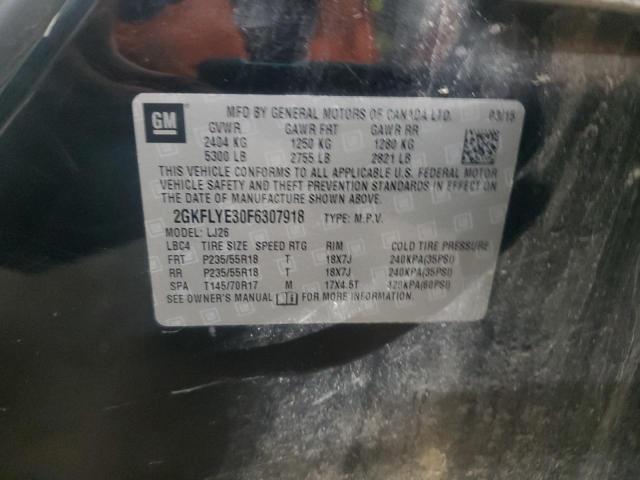 GM
MFD BY GENERAL MOTORS OF CANADA LTD. 03/15
GVWR GAWR FRT GAWR RR
2404 KG 1250 KG 1280 KG
5300 LB 2755 LB 2821 LB
THIS VEHICLE CONFORMS TO ALL APPLICABLE U.S. FEDERAL MOTOR
VEHICLE SAFETY AND THEFT PREVENTION STANDARDS IN EFFECT ON
THE DATE OF MANUFACTURE SHOWN ABOVE.
2GKFLYE30F6307918 TYPE: M.P.V.
MODEL: LJ26
LBC4 TIRE SIZE SPEED RTG RIM COLD TIRE PRESSURE
FRT P235/55R18 T 18X7J 240KPA(35PSI)
RR P235/55R18 T 18X7J 240KPA(35PSI)
SPA T145/70R17 M 17X4.5T 420KPA(60PSI)
SEE OWNER'S MANUAL FOR MORE INFORMATION.